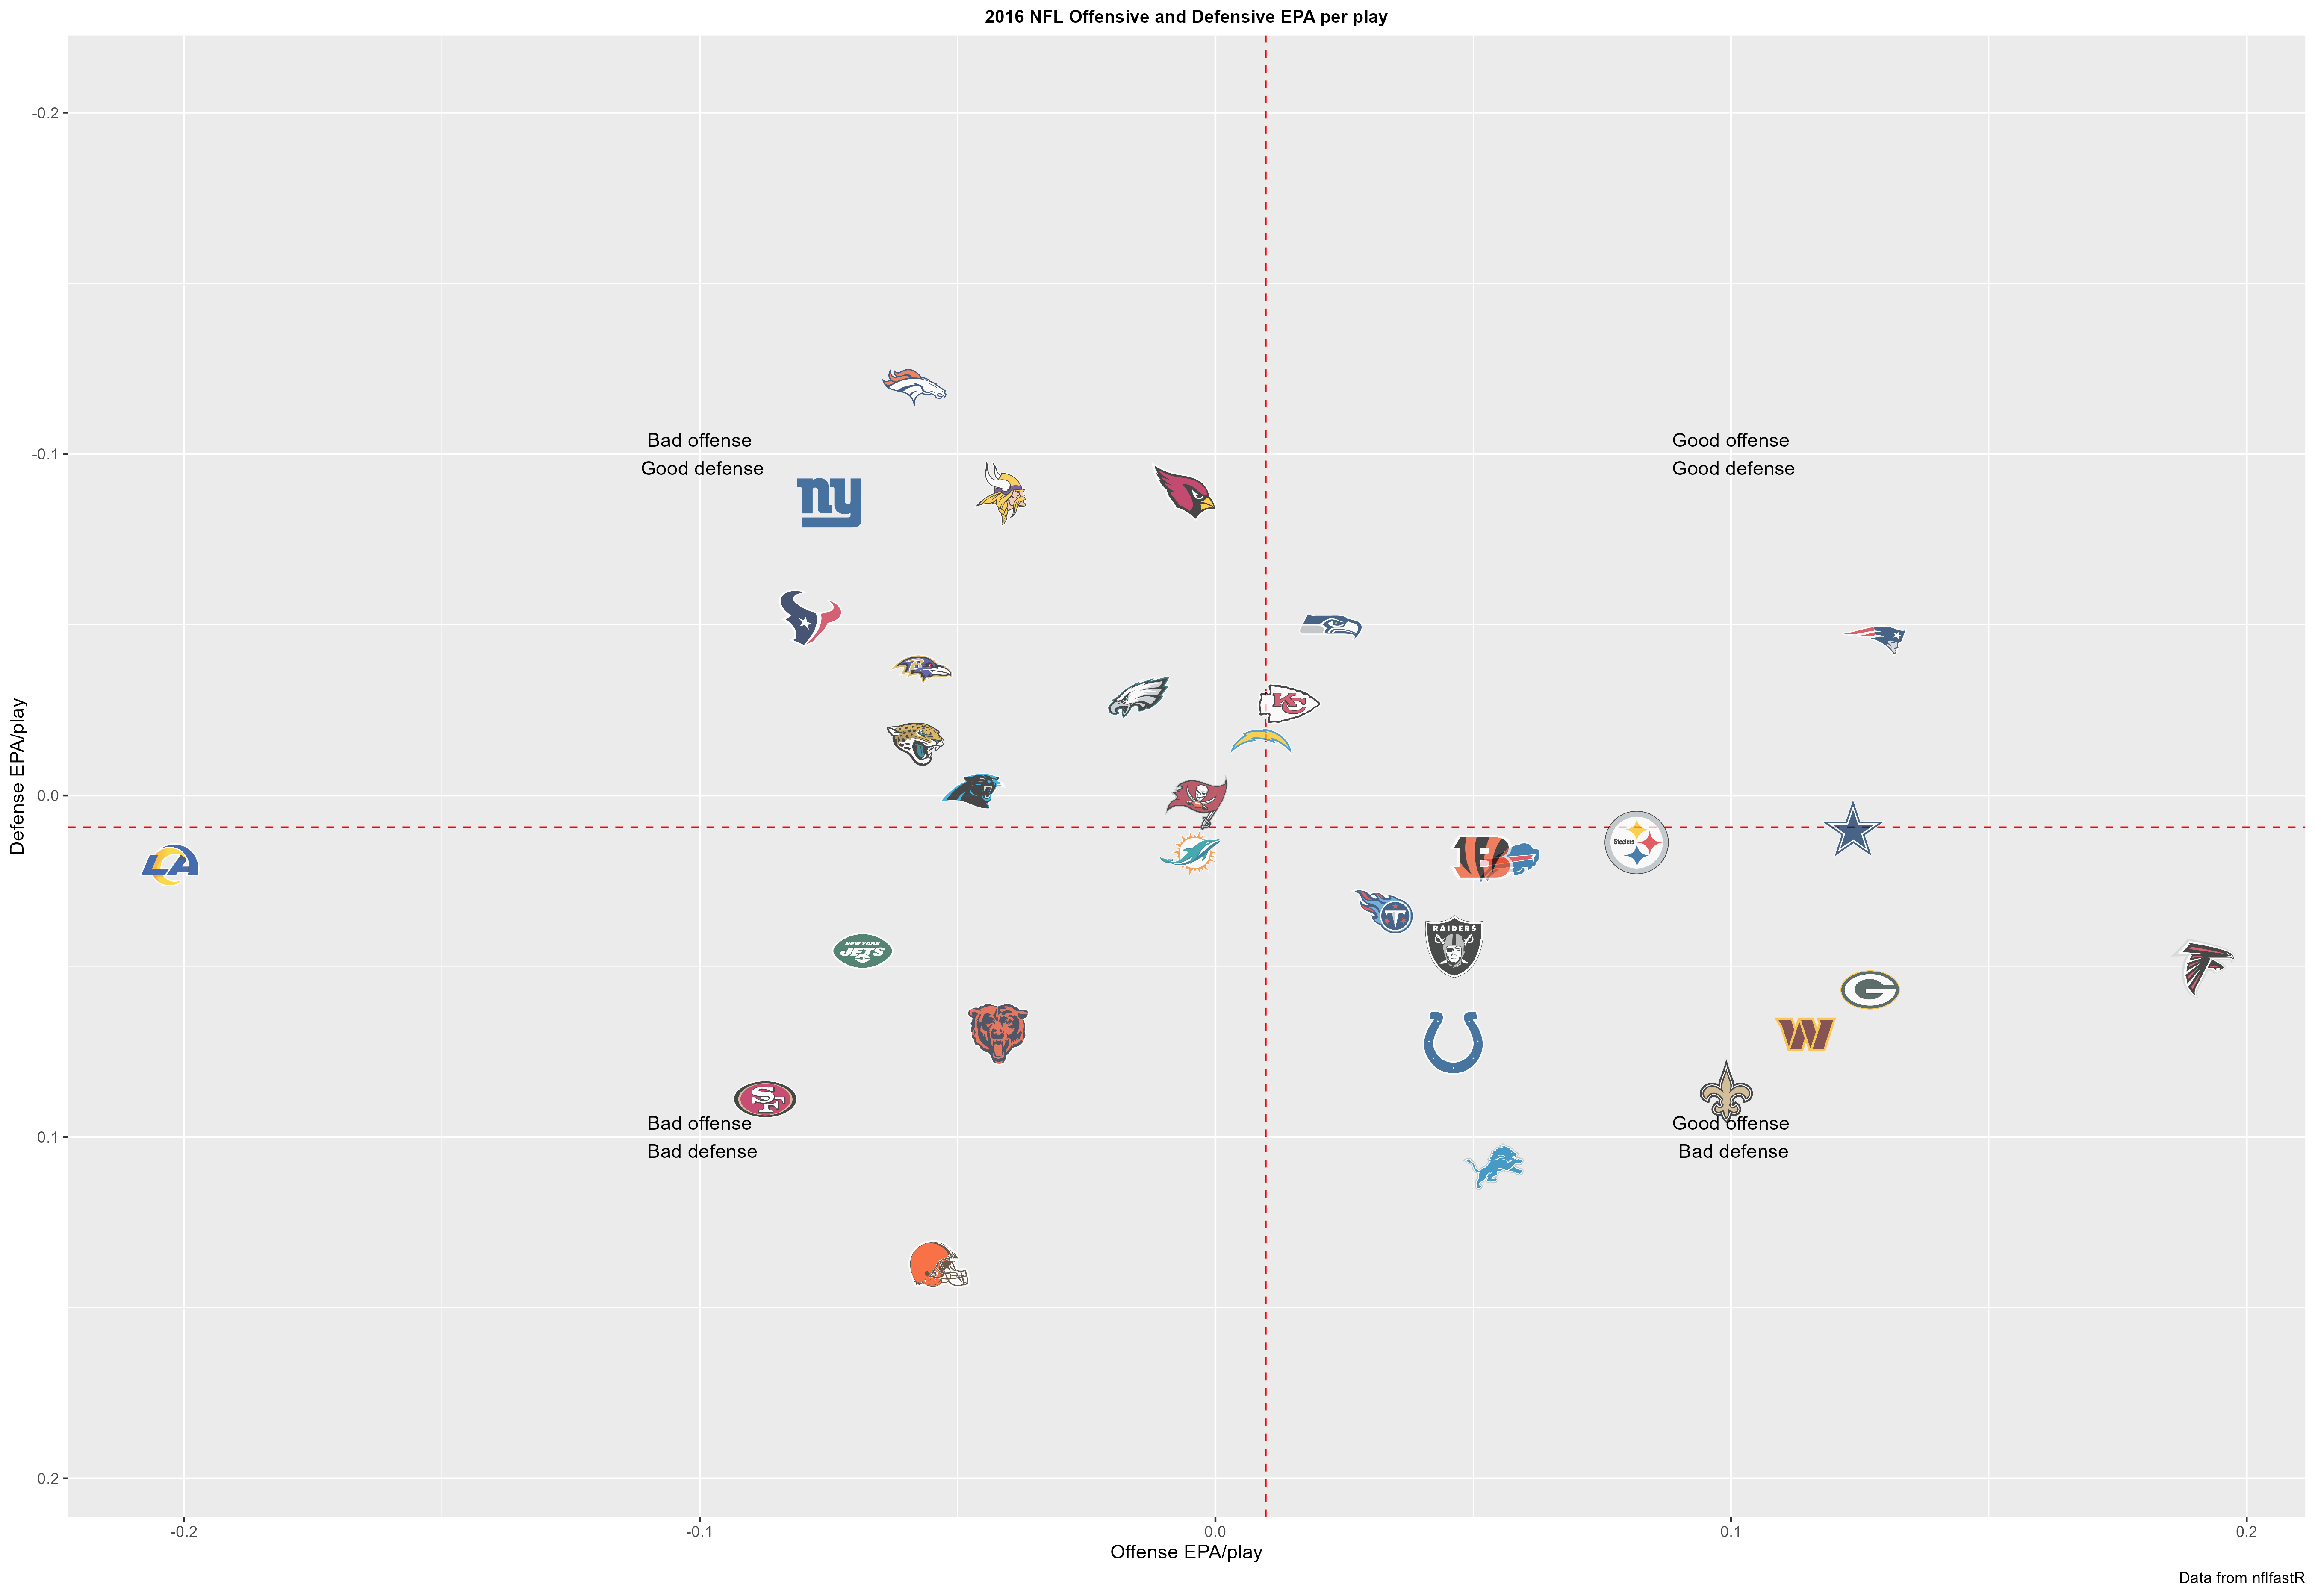 2016 NFL Offensive and Defensive EPA per play
-0.2
-0.1
0.0
0.1
0.2
Defense EPA/play
Bad offense
Good defense
Good offense
Good defense
ny
B
KC
LA
Steelers
B
T
NEW YORK
JETS
RAIDERS
G
W
SF
Bad offense
Bad defense
Good offense
Bad defense
-0.2
-0.1
0.0
0.1
0.2
Offense EPA/play
Data from nflfastR